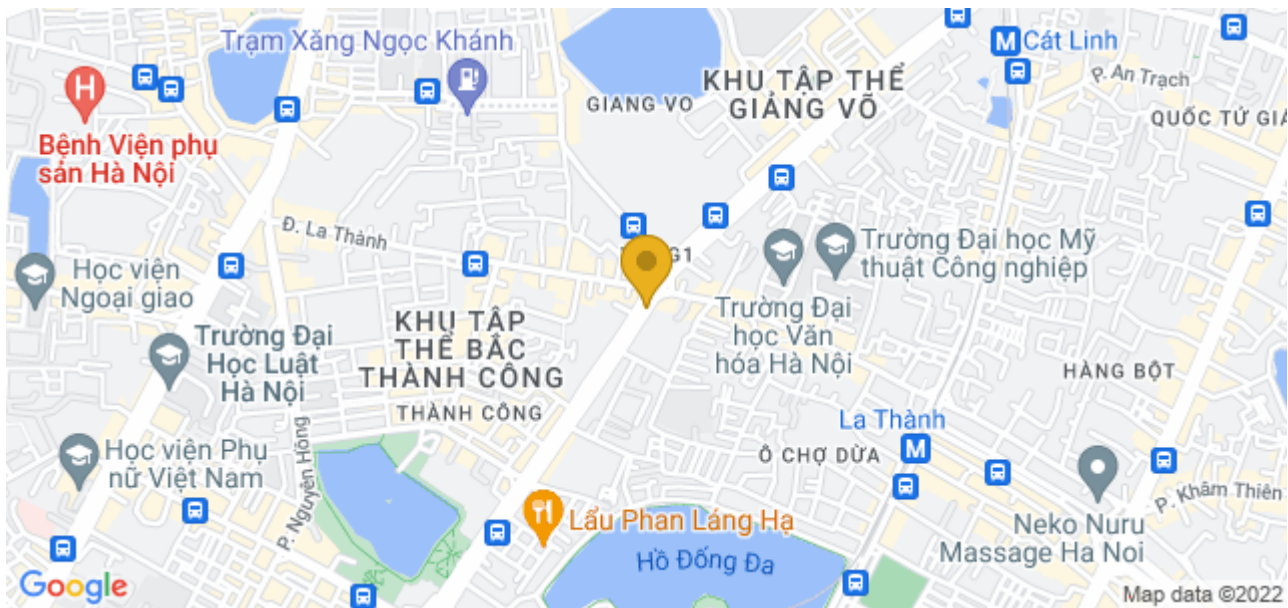 Trạm Xăng Ngọc Khánh
Cát Linh
P. An Trạch
KHU TẬP THỂ
GIẢNG VÕ
GIANG VO
QUỐC TỬ GIÁ
Bệnh Viện phụ
sản Hà Nội
Đ. La Thành
G1
Trường Đại học Mỹ
thuật Công nghiệp
Học viện
Ngoại giao
Trường Đại
học Văn
hóa Hà Nội
KHU TẬP
THỂ BẮC
THÀNH CÔNG
Trường Đại
Học Luật
Hà Nội
HÀNG BỘT
THÀNH CÔNG
La Thành
Ô CHỢ DỪA
Học viện Phụ
nữ Việt Nam
P. Nguyên Hồng
P. Khâm Thiên
Lẩu Phan Láng Hạ
Neko Nuru
Massage Ha Noi
Hồ Đống Đa
Google
Map data ©2022